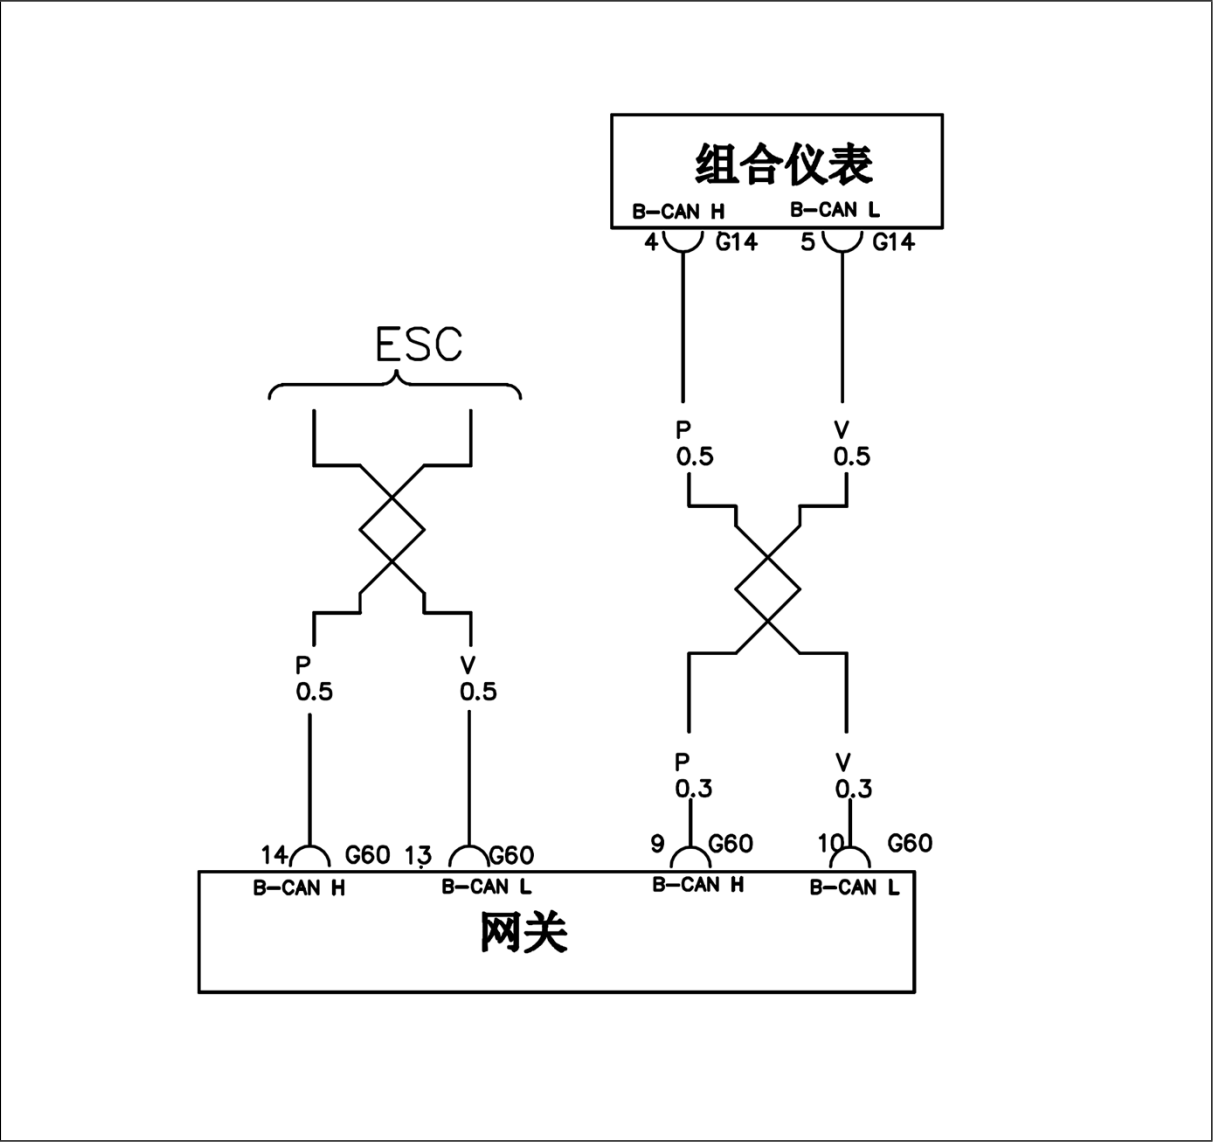 组合仪表
B-CAN H B-CAN L
4 G14 5 G14
ESC
P V
0.5 0.5
P V
0.5 0.5
P V
0.3 0.3
9 G60 10 G60
14 G60 13 G60
B-CAN H B-CAN L B-CAN H B-CAN L
网关